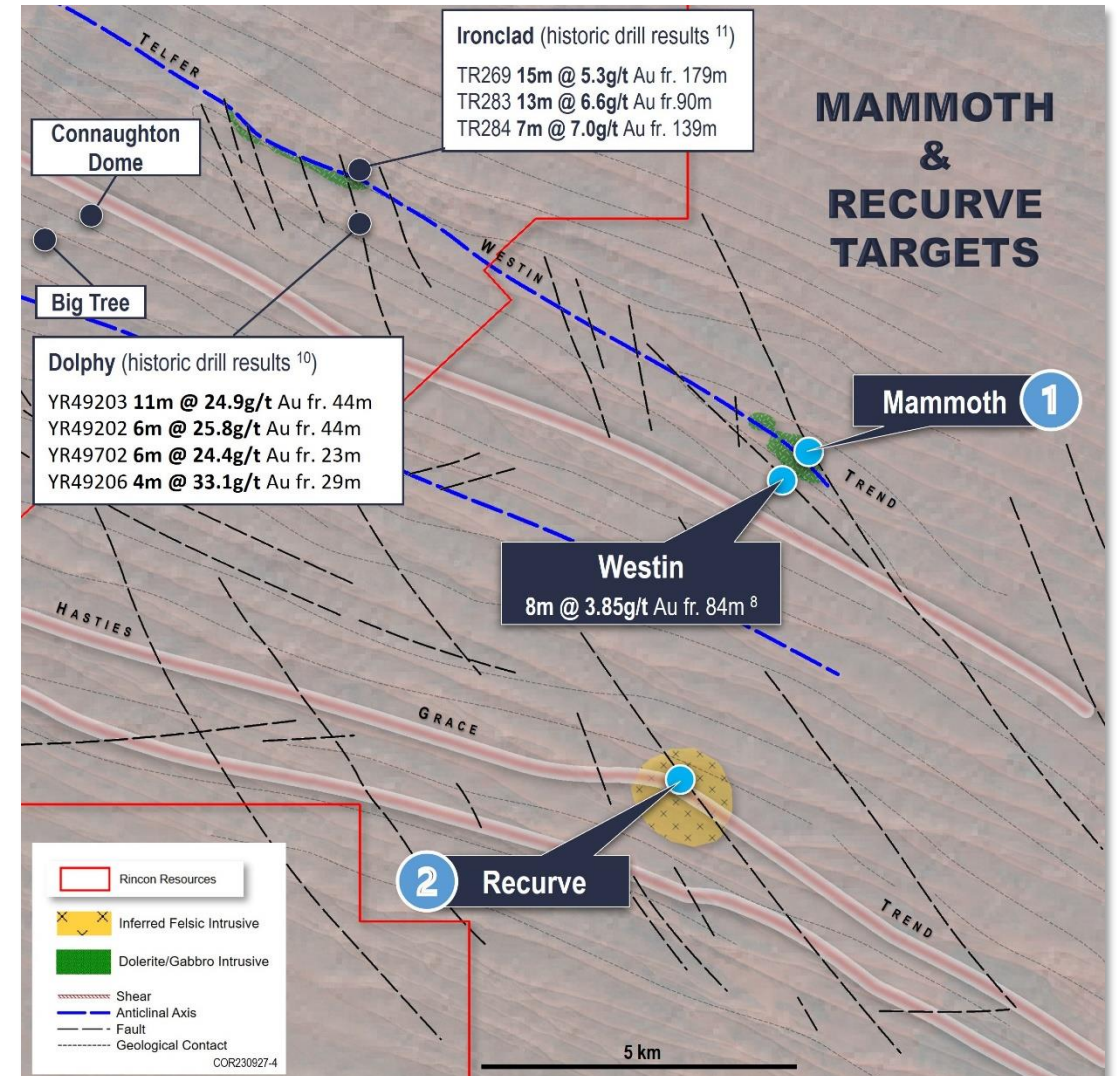 TELFER
Ironclad (historic drill results 11)
TR269 15m @ 5.3g/t Au fr. 179m
TR283 13m @ 6.6g/t Au fr.90m
TR284 7m @ 7.0g/t Au fr. 139m
MAMMOTH
&
RECURVE
TARGETS
Connaughton
Dome
WESTIN
Big Tree
Dolphy (historic drill results 10)
YR49203 11m @ 24.9g/t Au fr. 44m
YR49202 6m @ 25.8g/t Au fr. 44m
YR49702 6m @ 24.4g/t Au fr. 23m
YR49206 4m @ 33.1g/t Au fr. 29m
Mammoth 1
TREND
Westin
8m @ 3.85g/t Au fr. 84m 8
HASTIES
GRACE
2 Recurve
TREND
Rincon Resources
Inferred Felsic Intrusive
Dolerite/Gabbro Intrusive
Shear
Anticlinal Axis
Fault
Geological Contact
COR230927-4
5 km